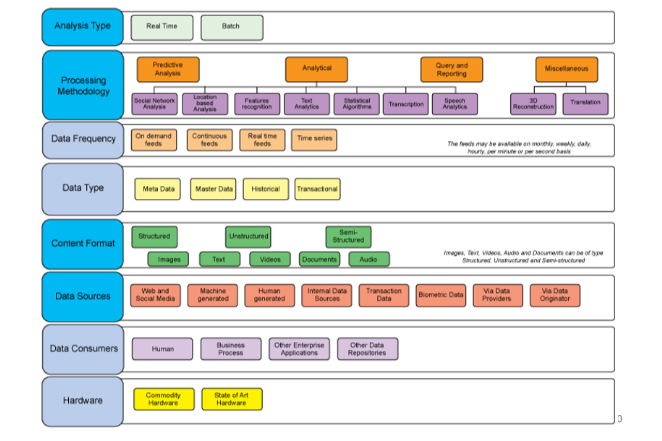 Analysis Type
Real Time
Batch
Processing
Methodology
Predictive
Analysis
Analytical
Query and
Reporting
Miscellaneous
Social Network
Analysis
Location
based
Analysis
Features
recognition
Text
Analytics
Statistical
Algorithms
Transcription
Speech
Analytics
3D
Reconstruction
Translation
Data Frequency
On demand
feeds
Continuous
feeds
Real time
feeds
Time series
The feeds may be available on monthly, weekly, daily,
hourly, per minute or per second basis
Data Type
Meta Data
Master Data
Historical
Transactional
Content Format
Structured
Unstructured
Semi-
Structured
Images
Text
Videos
Documents
Audio
Images, Text, Videos, Audio and Documents can be of type
Structured, Unstructured and Semi-structured
Data Sources
Web and
Social Media
Machine
generated
Human
generated
Internal Data
Sources
Transaction
Data
Biometric Data
Via Data
Providers
Via Data
Originator
Data Consumers
Human
Business
Process
Other Enterprise
Applications
Other Data
Repositories
Hardware
Commodity
Hardware
State of Art
Hardware
0